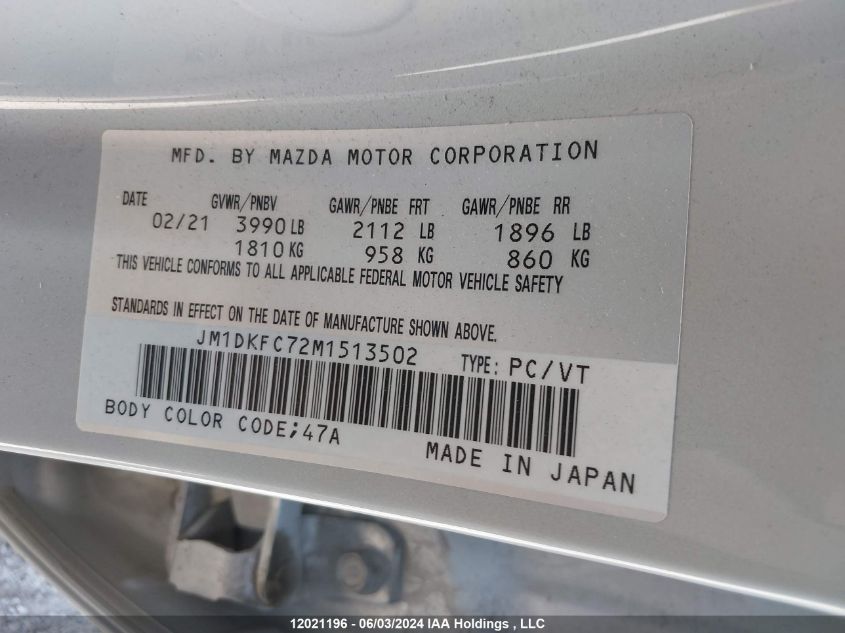 MFD. BY MAZDA MOTOR CORPORATION
DATE GVWR/PNBV GAWR/PNBE FRT GAWR/PNBE RR
02/21 3990 LB 2112 LB 1896 LB
1810 KG 958 KG 860 KG
THIS VEHICLE CONFORMS TO ALL APPLICABLE FEDERAL MOTOR VEHICLE SAFETY
STANDARDS IN EFFECT ON THE DATE OF MANUFACTURE SHOWN ABOVE.
JM1DKFC72M1513502 TYPE: PC/VT
BODY COLOR CODE;47A
MADE IN JAPAN
12021196 - 06/03/2024 IAA Holdings , LLC